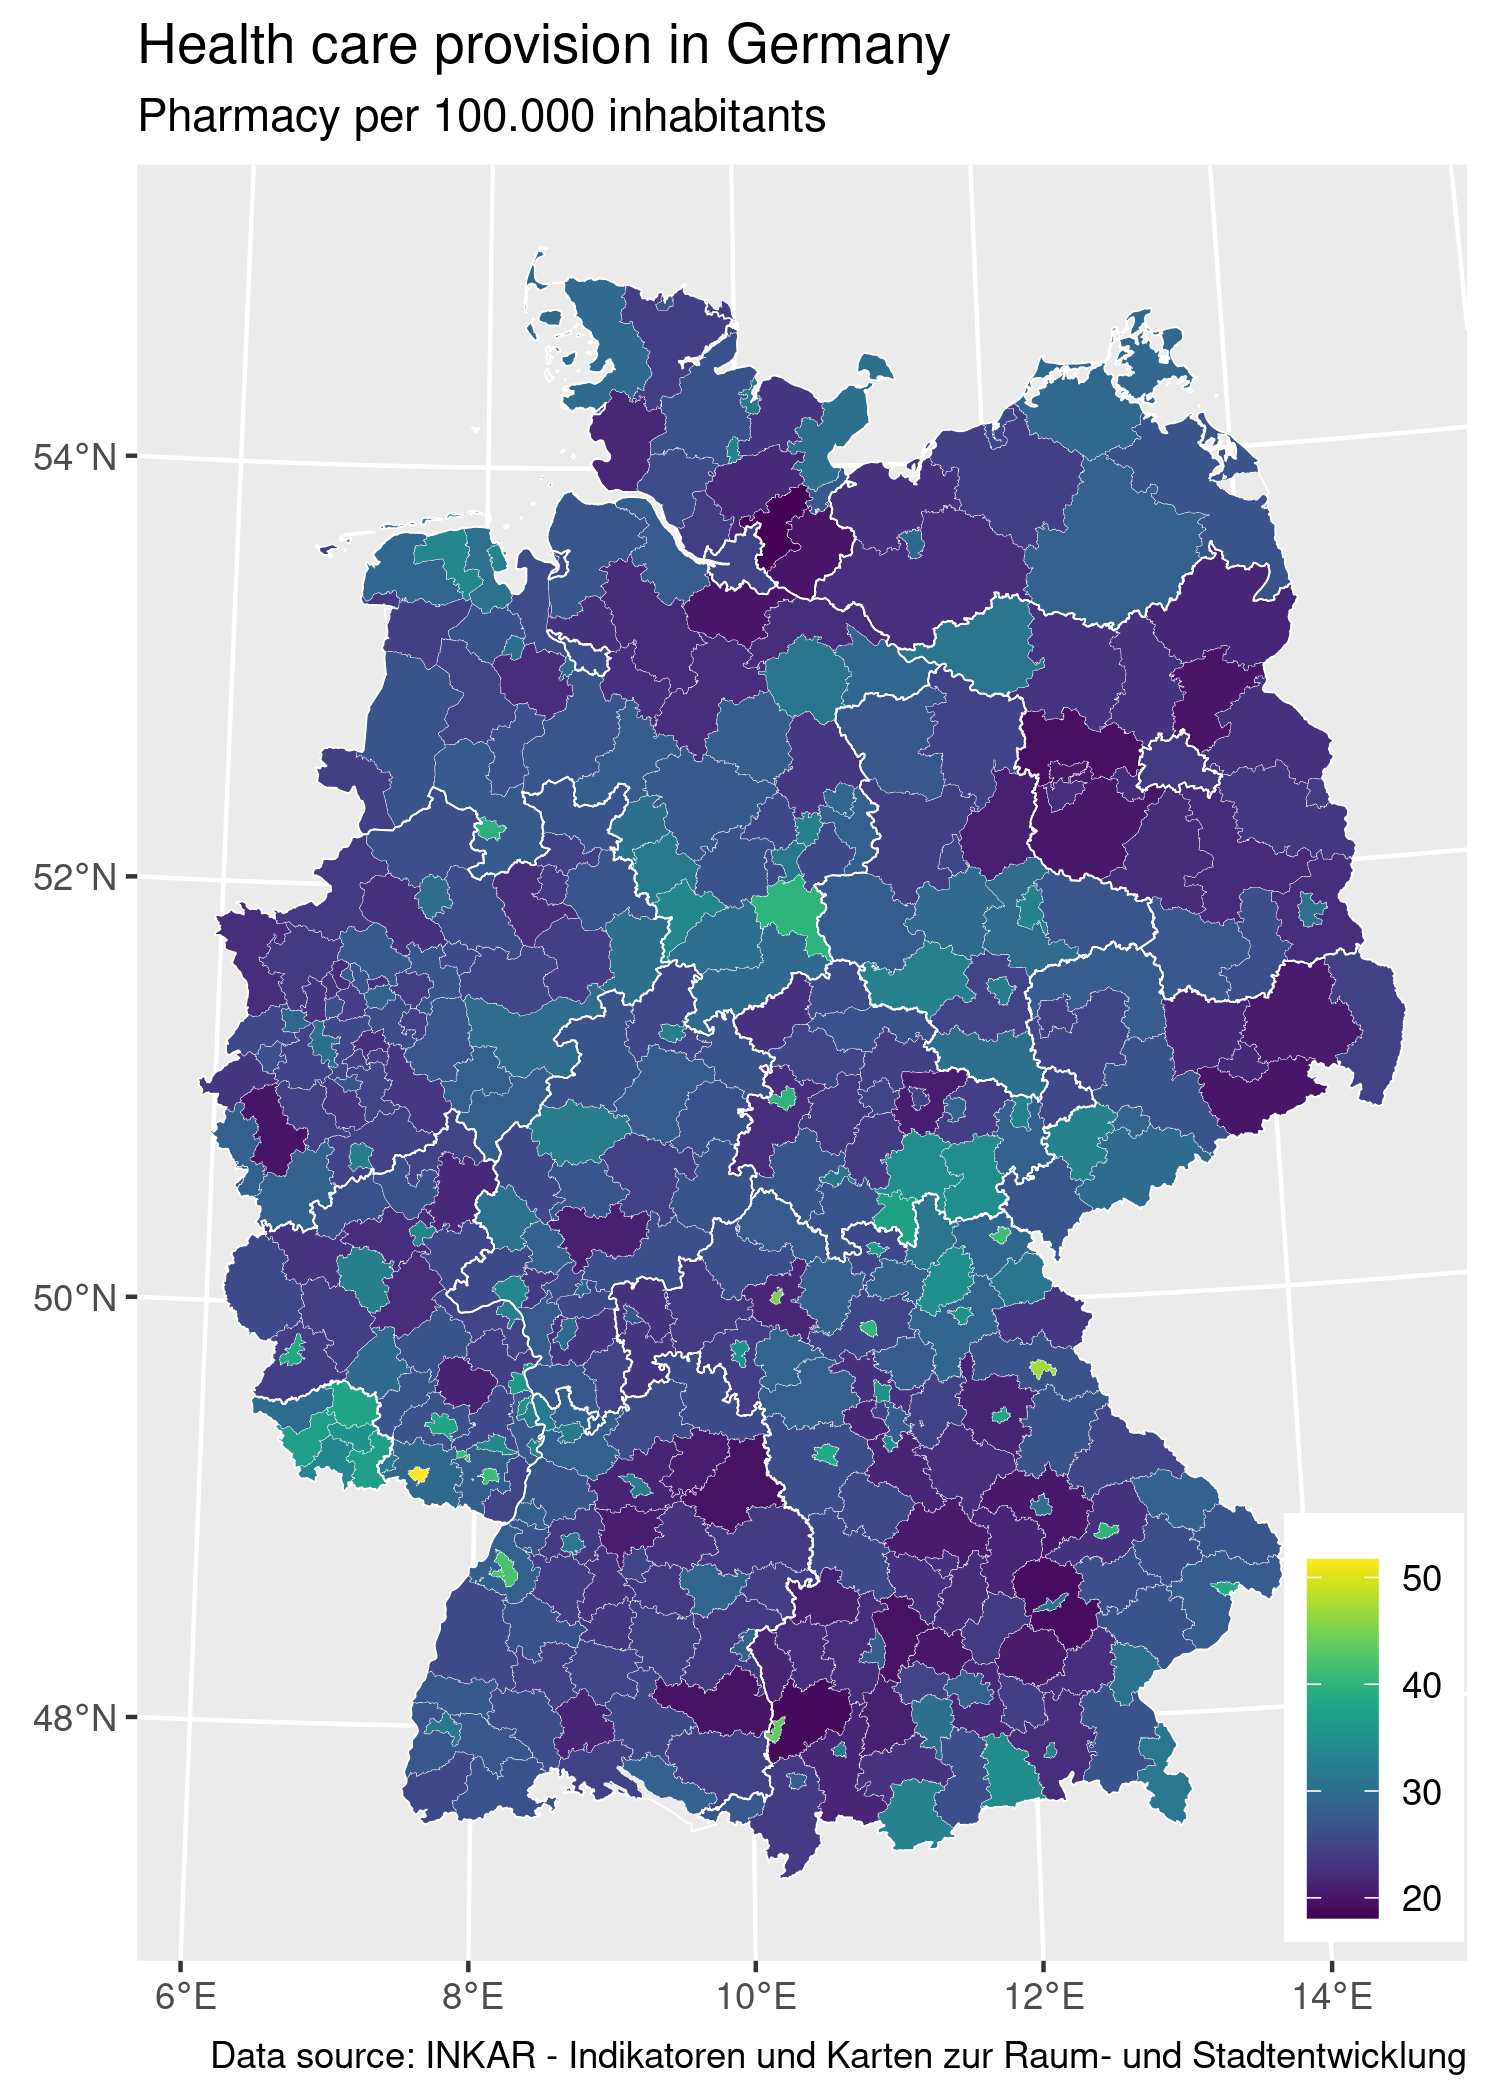 Health care provision in Germany
Pharmacy per 100.000 inhabitants
54°N
52°N
50°N
48°N
50
40
30
20
6°E
8°E
10°E
12°E
14°E
Data source: INKAR - Indikatoren und Karten zur Raum- und Stadtentwicklung